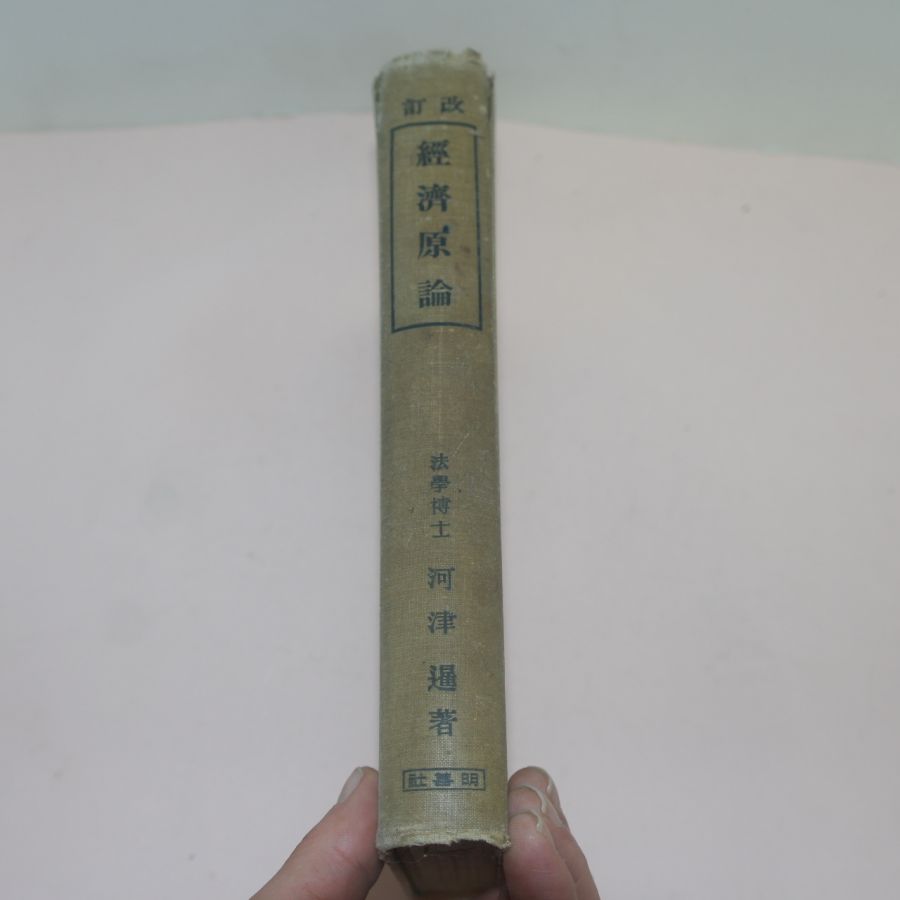 改訂
經濟原論
法學博士 河津暹著
明善社